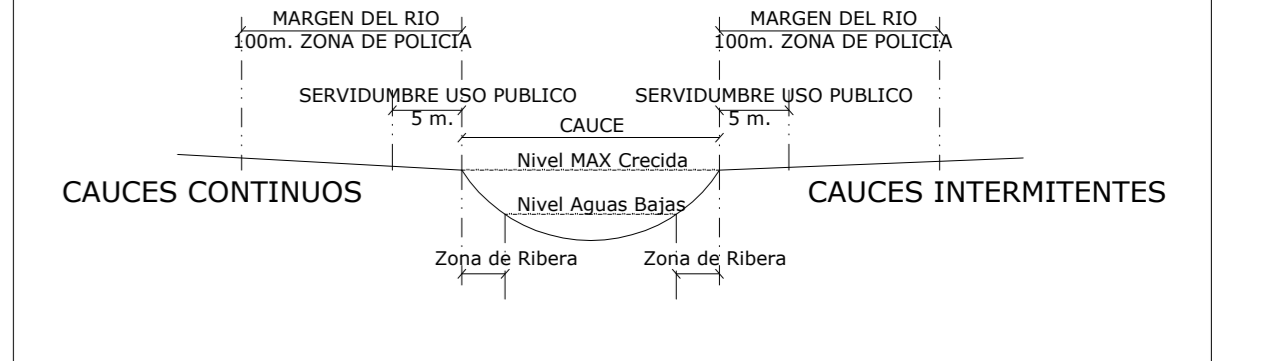 MARGEN DEL RIO
100m. ZONA DE POLICIA
MARGEN DEL RIO
100m. ZONA DE POLICIA
SERVIDUMBRE USO PUBLICO
5 m.
SERVIDUMBRE USO PUBLICO
5 m.
CAUCE
Nivel MAX Crecida
CAUCES CONTINUOS
CAUCES INTERMITENTES
Nivel Aguas Bajas
Zona de Ribera
Zona de Ribera